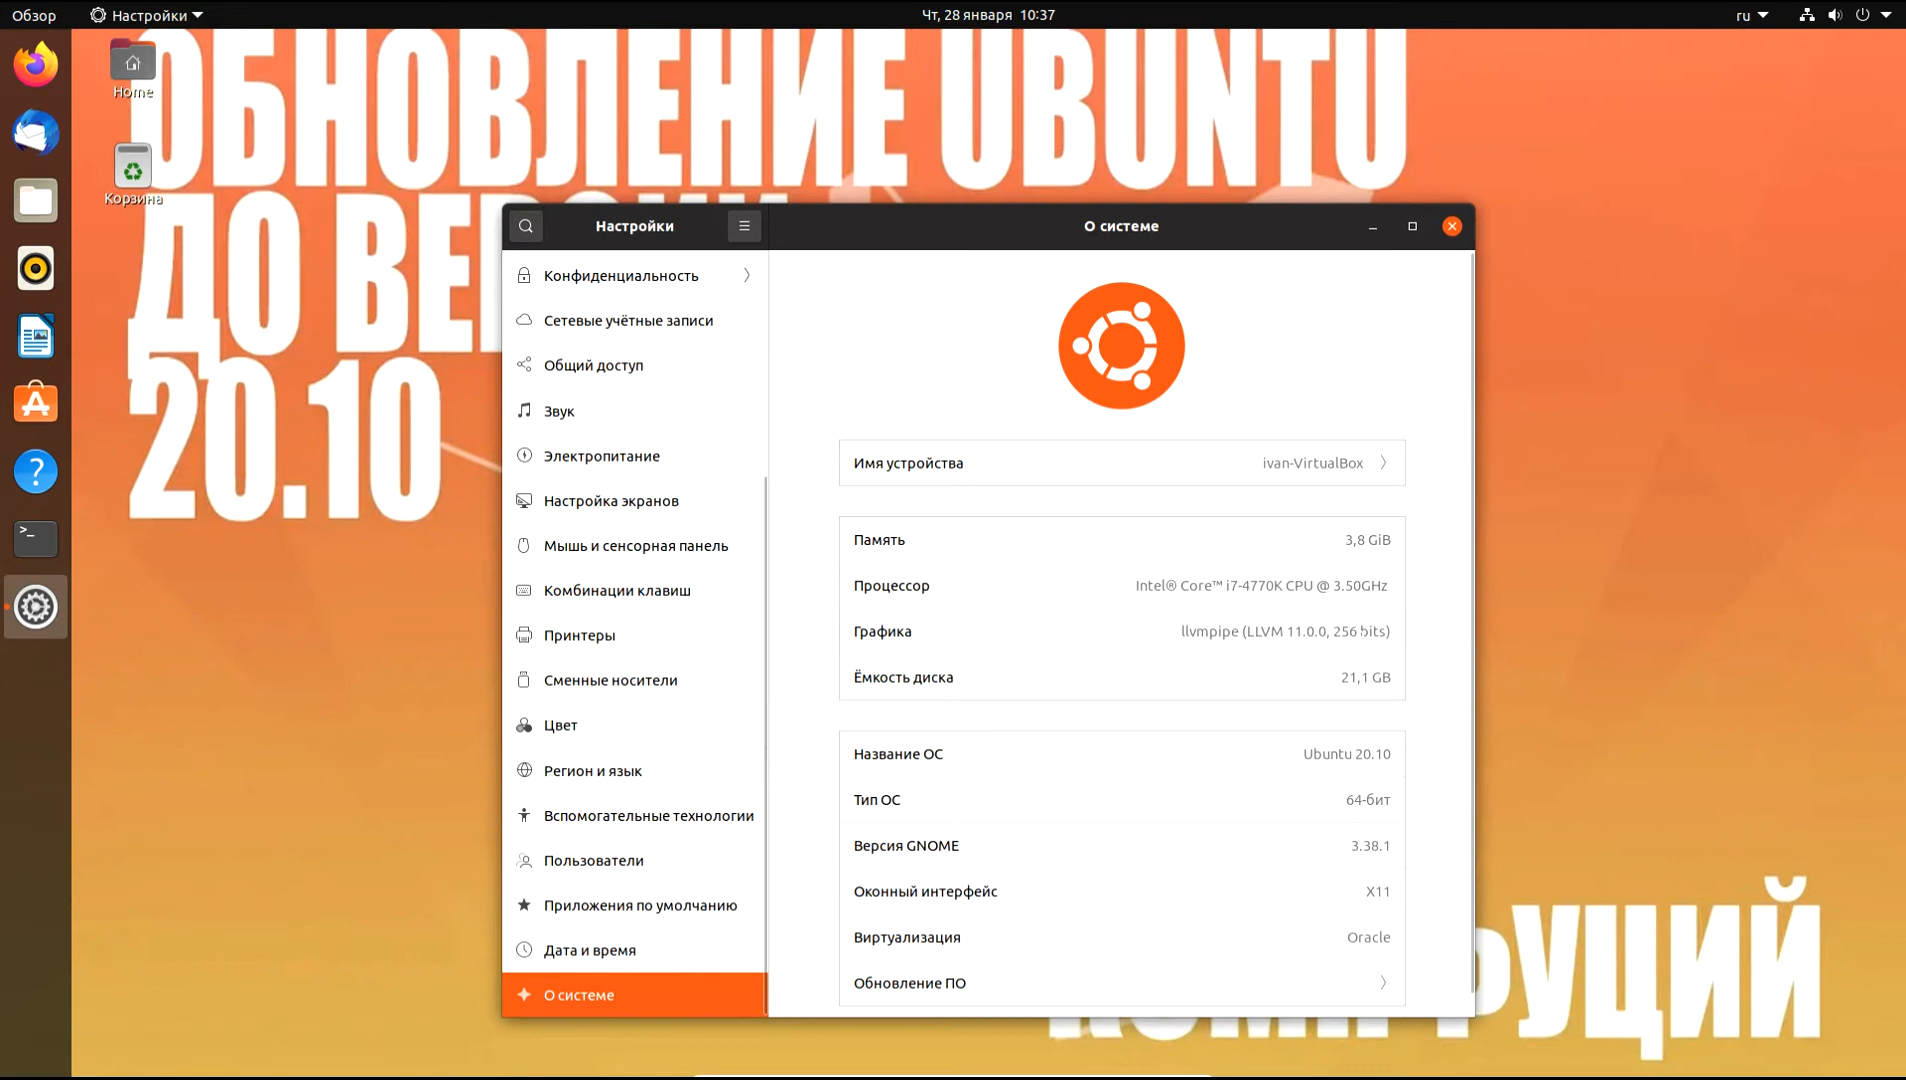 Обзор
Настройки
Чт, 28 января 10:37
ru
ОБНОВЛЕНИЕ UBUNTU
20.10
Home
Корзина
Настройки
О системе
Конфиденциальность
Сетевые учётные записи
Общий доступ
Звук
Электропитание
Настройка экранов
Мышь и сенсорная панель
Комбинации клавиш
Принтеры
Сменные носители
Цвет
Регион и язык
Вспомогательные технологии
Пользователи
Приложения по умолчанию
Дата и время
О системе
Имя устройства ivan-VirtualBox
Память 3,8 GiB
Процессор Intel® Core™ i7-4770K CPU @ 3.50GHz
Графика llvmpipe (LLVM 11.0.0, 256 bits)
Ёмкость диска 21,1 GB
Название ОС Ubuntu 20.10
Тип ОС 64-бит
Версия GNOME 3.38.1
Оконный интерфейс X11
Виртуализация Oracle
Обновление ПО